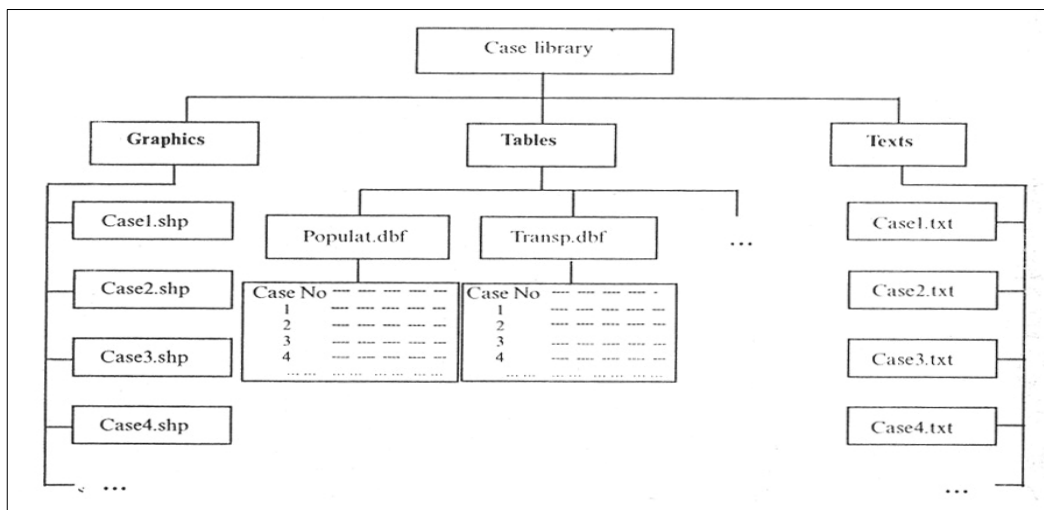 Case library
Graphics
Tables
Texts
Case1.shp
Case2.shp
Case3.shp
Case4.shp
...
Populat.dbf
Case No ---- ---- ---- ---- ----
1 ---- ---- ---- ---- ----
2 ---- ---- ---- ---- ----
3 ---- ---- ---- ---- ----
4 ---- ---- ---- ---- ----
... ... ... ... ... ... ... ...
Transp.dbf
Case No ---- ---- ---- ---- -
1 ---- ---- ---- ---- ----
2 ---- ---- ---- ---- ----
3 ---- ---- ---- ---- ----
4 ---- ---- ---- ---- ----
... ... ... ... ... ... ... ...
...
Case1.txt
Case2.txt
Case3.txt
Case4.txt
...